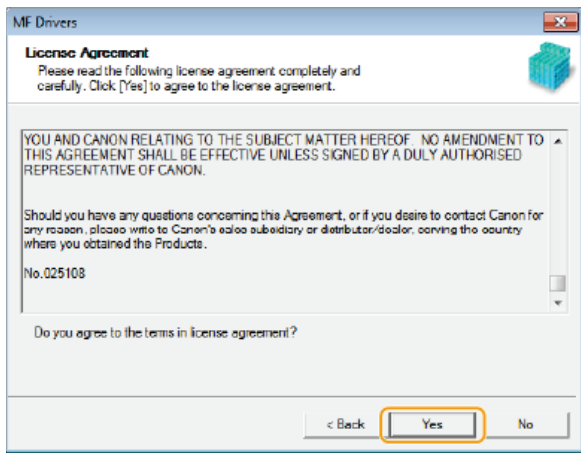 MF Drivers
License Agreement
Please read the following license agreement completely and
carefully. Click [Yes] to agree to the license agreement.
YOU AND CANON RELATING TO THE SUBJECT MATTER HEREOF. NO AMENDMENT TO
THIS AGREEMENT SHALL BE EFFECTIVE UNLESS SIGNED BY A DULY AUTHORISED
REPRESENTATIVE OF CANON.
Should you have any questions concerning this Agreement, or if you desire to contact Canon for
any reason, please write to Canon's sales subsidiary or distributor/dealer, serving the country
where you obtained the Products.
No.025108
Do you agree to the terms in license agreement?
< Back Yes No